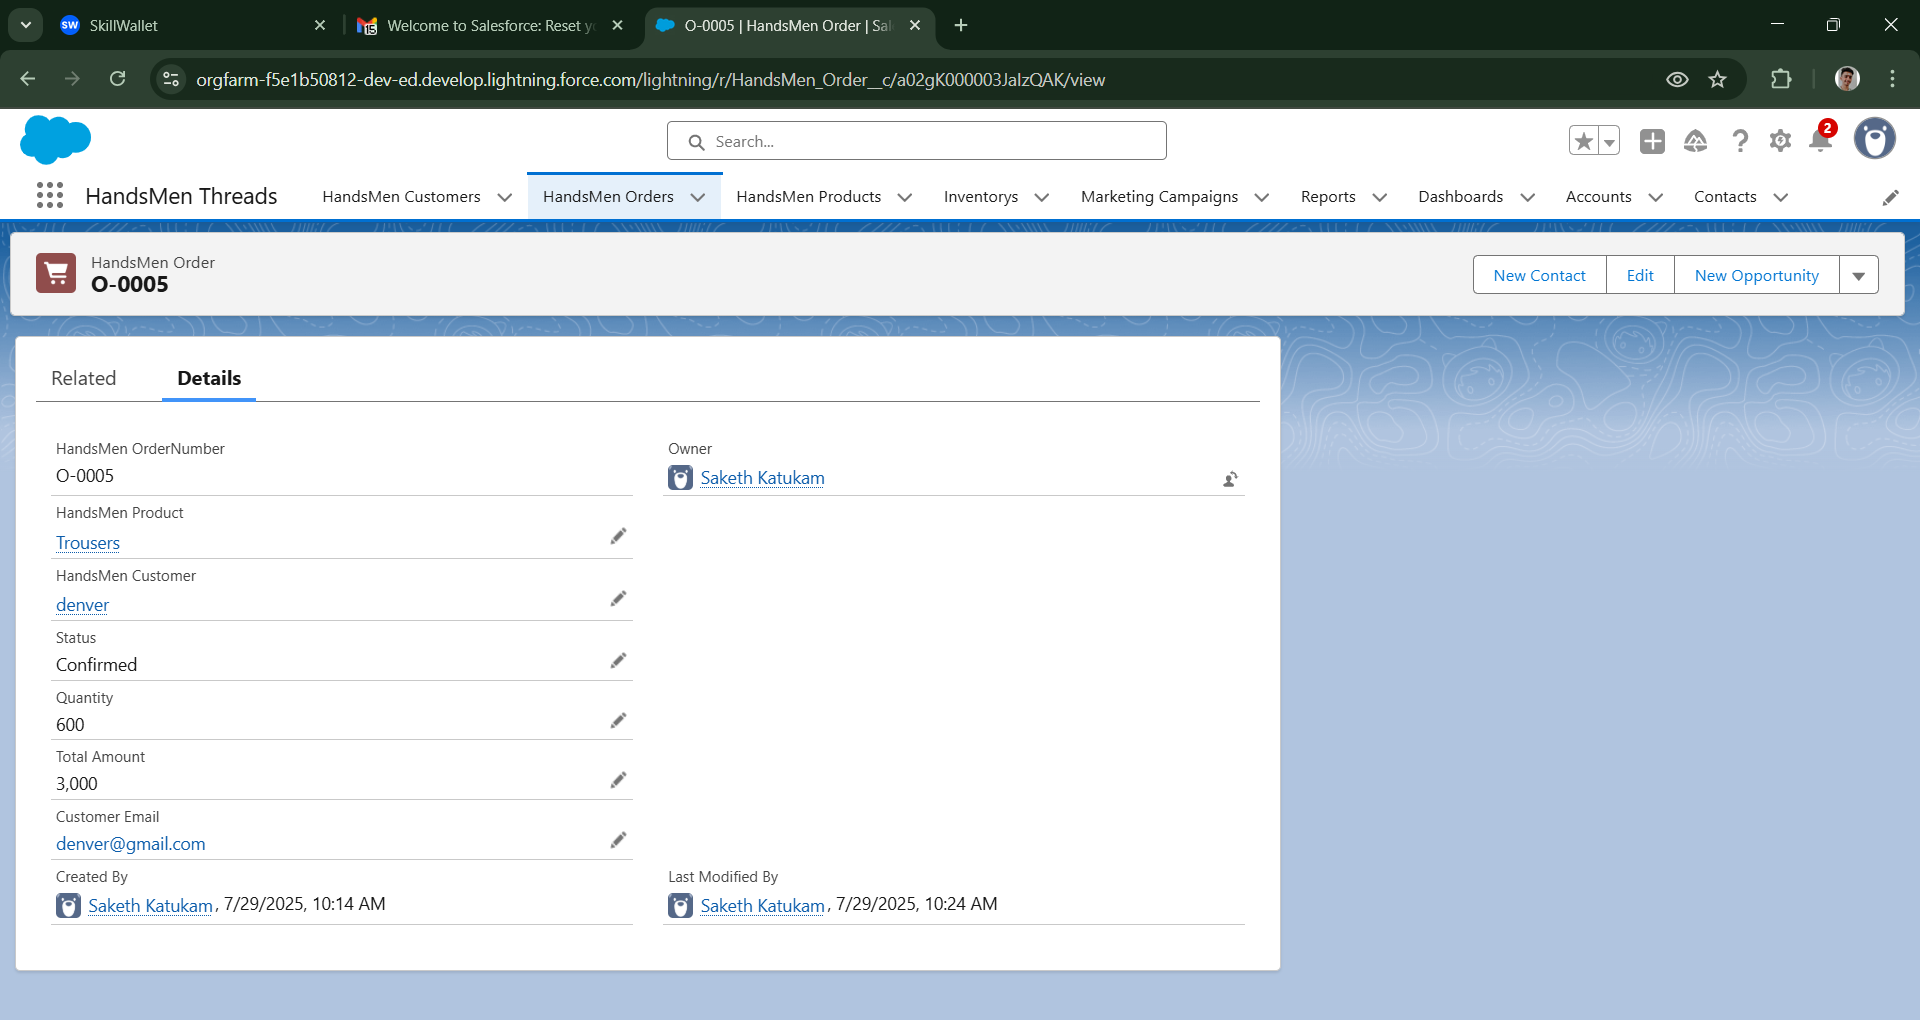 SkillWallet
Welcome to Salesforce: Reset yo
O-0005 | HandsMen Order | Sal
orgfarm-f5e1b50812-dev-ed.develop.lightning.force.com/lightning/r/HandsMen_Order__c/a02gK000003JaIzQAK/view
Search...
2
HandsMen Threads
HandsMen Customers
HandsMen Orders
HandsMen Products
Inventorys
Marketing Campaigns
Reports
Dashboards
Accounts
Contacts
HandsMen Order
O-0005
New Contact
Edit
New Opportunity
Related
Details
HandsMen OrderNumber
O-0005
Owner
Saketh Katukam
HandsMen Product
Trousers
HandsMen Customer
denver
Status
Confirmed
Quantity
600
Total Amount
3,000
Customer Email
denver@gmail.com
Created By
Saketh Katukam, 7/29/2025, 10:14 AM
Last Modified By
Saketh Katukam, 7/29/2025, 10:24 AM